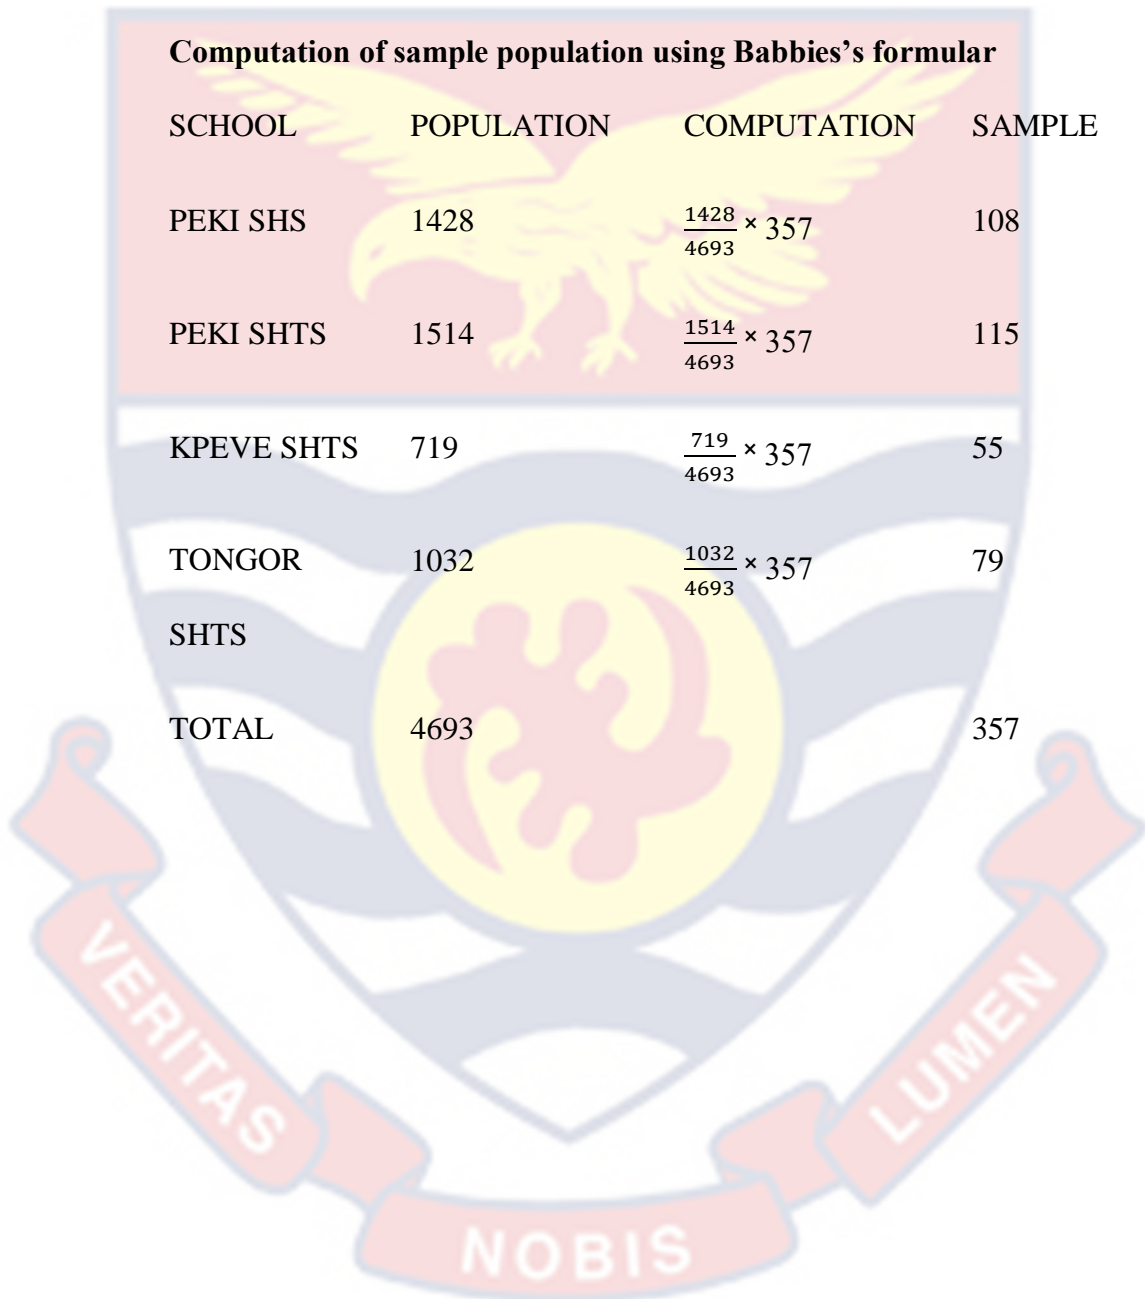 Computation of sample population using Babbies's formular
SCHOOL POPULATION COMPUTATION SAMPLE
PEKI SHS 1428 1428/4693 × 357 108
PEKI SHTS 1514 1514/4693 × 357 115
KPEVE SHTS 719 719/4693 × 357 55
TONGOR 1032 1032/4693 × 357 79
SHTS
TOTAL 4693 357
VERITAS
NOBIS
LUMEN